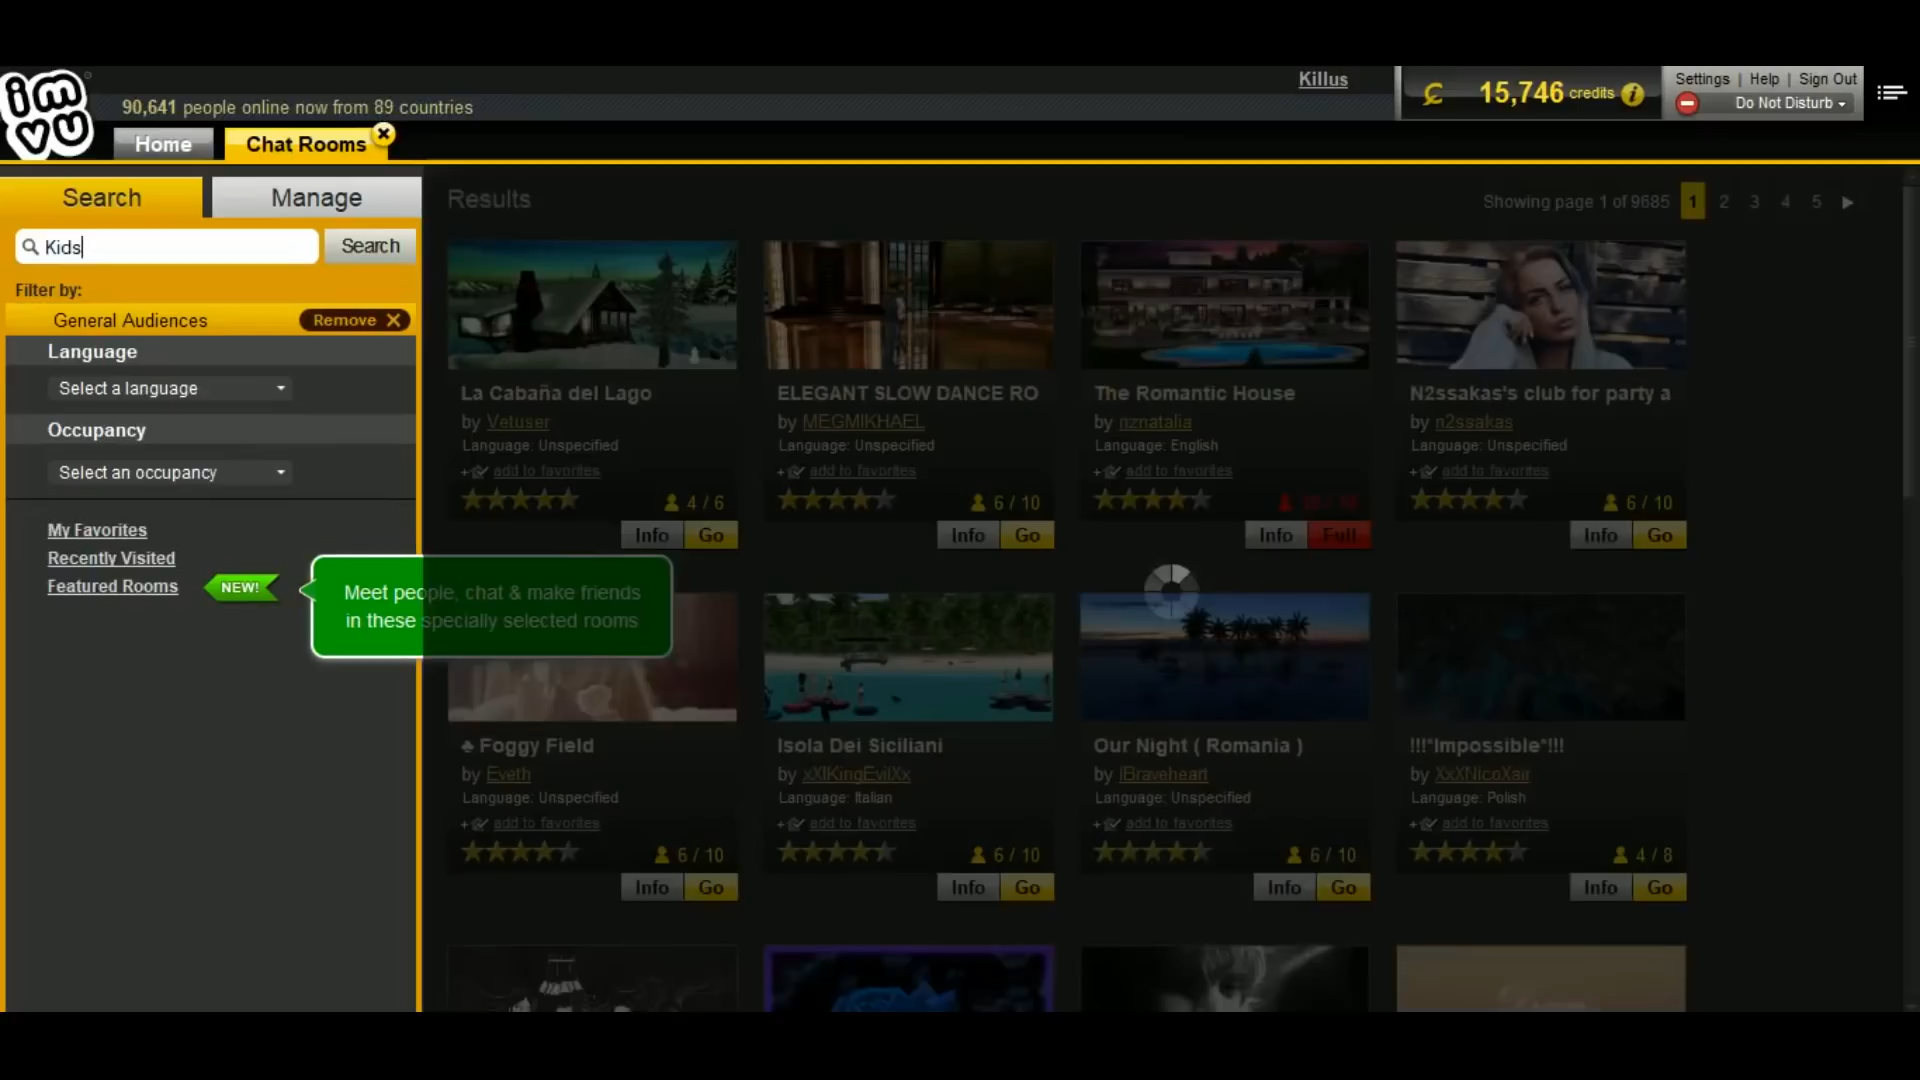 imvu
Killus
15,746 credits
Settings | Help | Sign Out
Do Not Disturb
90,641 people online now from 89 countries
Home
Chat Rooms
Search
Manage
Kids
Search
Filter by:
General Audiences
Remove X
Language
Select a language
Occupancy
Select an occupancy
My Favorites
Recently Visited
Featured Rooms
NEW!
Meet people, chat & make friends
in these specially selected rooms
Results
Showing page 1 of 9685 1 2 3 4 5
La Cabaña del Lago
by Vetuser
Language: Unspecified
+ add to favorites
4 / 6
Info Go
ELEGANT SLOW DANCE RO
by MEGMIKHAEL
Language: Unspecified
+ add to favorites
6 / 10
Info Go
The Romantic House
by nznatalia
Language: English
+ add to favorites
Info Full
N2ssakas's club for party a
by n2ssakas
Language: Unspecified
+ add to favorites
6 / 10
Info Go
♣ Foggy Field
by Eveth
Language: Unspecified
+ add to favorites
6 / 10
Info Go
Isola Dei Siciliani
by xXIKingEvilXx
Language: Italian
+ add to favorites
6 / 10
Info Go
Our Night ( Romania )
by IBraveheart
Language: Unspecified
+ add to favorites
6 / 10
Info Go
!!!*Impossible*!!!
by XxXNicoXair
Language: Polish
+ add to favorites
4 / 8
Info Go